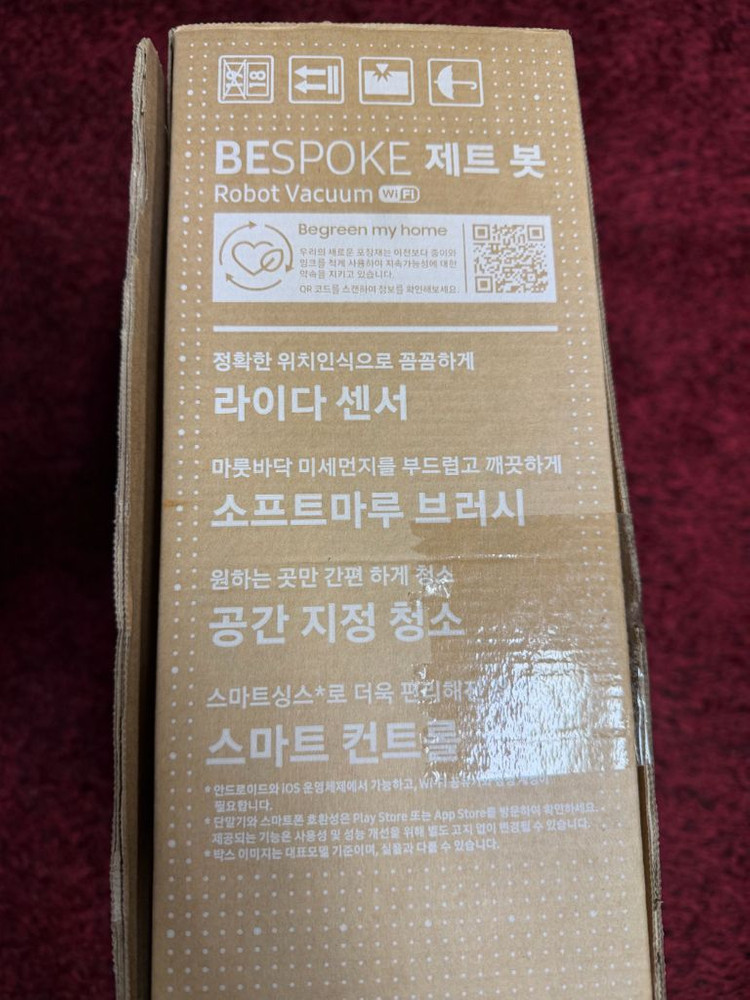 BESPOKE 제트 봇
Robot Vacuum WiFi
Begreen my home
우리의 새로운 포장재는 이전보다 종이와
잉크를 적게 사용하여 지속가능성에 대한
약속을 지키고 있습니다.
QR 코드를 스캔하여 정보를 확인해보세요.
정확한 위치인식으로 꼼꼼하게
라이다 센서
마룻바닥 미세먼지를 부드럽고 깨끗하게
소프트마루 브러시
원하는 곳만 간편 하게 청소
공간 지정 청소
스마트싱스*로 더욱 편리해진
스마트 컨트롤
* 안드로이드와 iOS 운영체제에서 가능하고, Wi-Fi
필요합니다.
* 단말기와 스마트폰 호환성은 Play Store 또는 App Store를 방문하여 확인하세요.
제공되는 기능은 사용성 및 성능 개선을 위해 별도 고지 없이 변경될 수 있습니다.
* 박스 이미지는 대표모델 기준이며, 실물과 다를 수 있습니다.